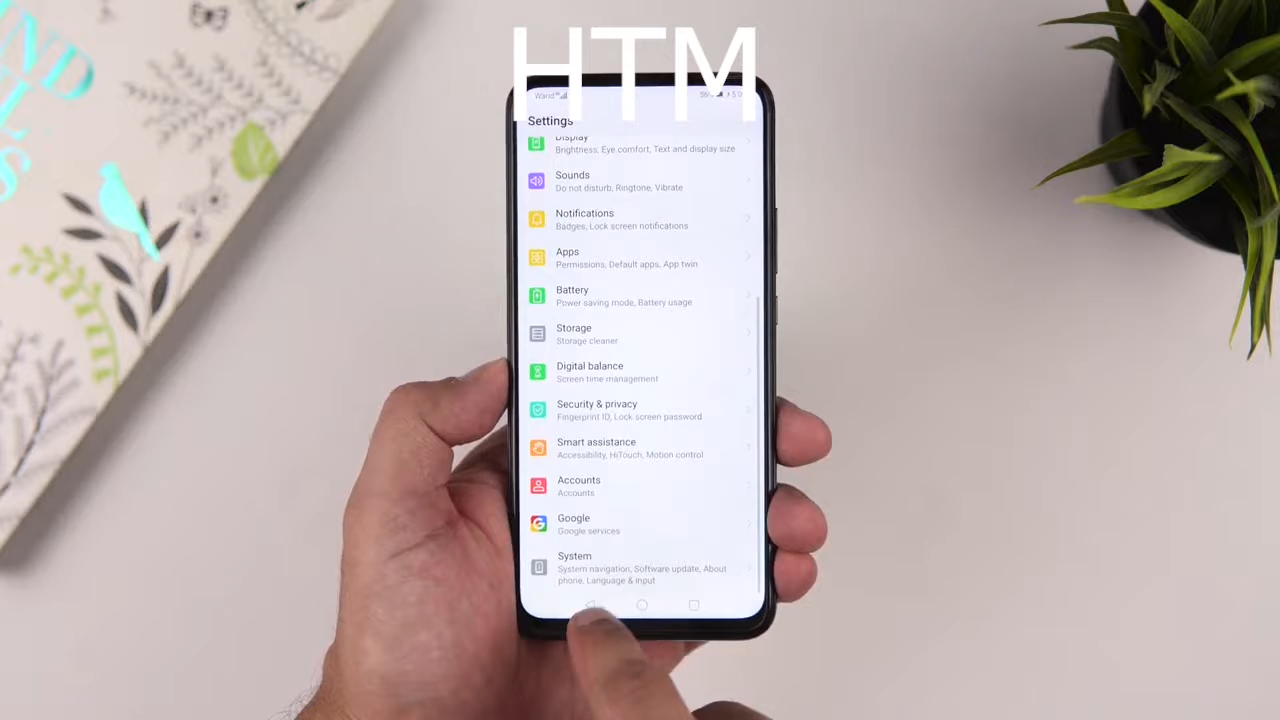 HTM
Settings
Display
Brightness, Eye comfort, Text and display size
Sounds
Do not disturb, Ringtone, Vibrate
Notifications
Badges, Lock screen notifications
Apps
Permissions, Default apps, App twin
Battery
Power saving mode, Battery usage
Storage
Storage cleaner
Digital balance
Screen time management
Security & privacy
Fingerprint ID, Lock screen password
Smart assistance
Accessibility, HiTouch, Motion control
Accounts
Accounts
Google
Google services
System
System navigation, Software update, About
phone, Language & input